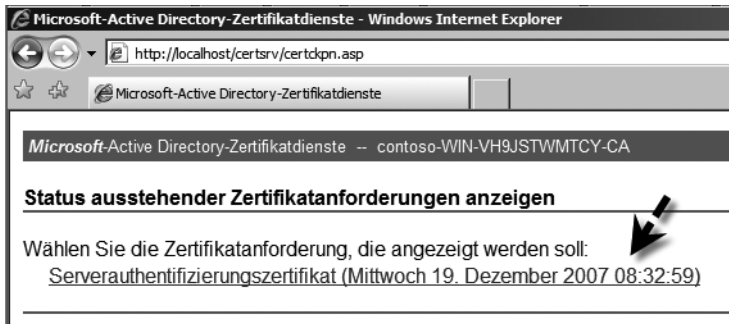 Microsoft-Active Directory-Zertifikatdienste - Windows Internet Explorer
http://localhost/certsrv/certckpn.asp
Microsoft-Active Directory-Zertifikatdienste
Microsoft-Active Directory-Zertifikatdienste -- contoso-WIN-VH9JSTWMTCY-CA
Status ausstehender Zertifikatanforderungen anzeigen
Wählen Sie die Zertifikatanforderung, die angezeigt werden soll:
Serverauthentifizierungszertifikat (Mittwoch 19. Dezember 2007 08:32:59)